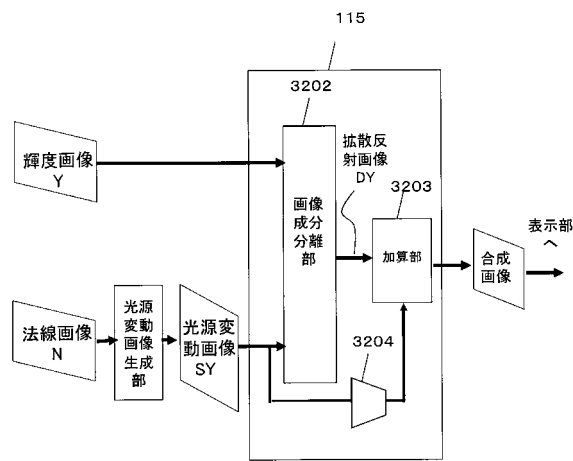 115
3202
輝度画像
Y
拡散反
射画像
DY
3203
画像
成分
分離
部
加算部
合成
画像
表示部
へ
法線画像
N
光源
変動
画像
生成
部
光源変
動画像
SY
3204